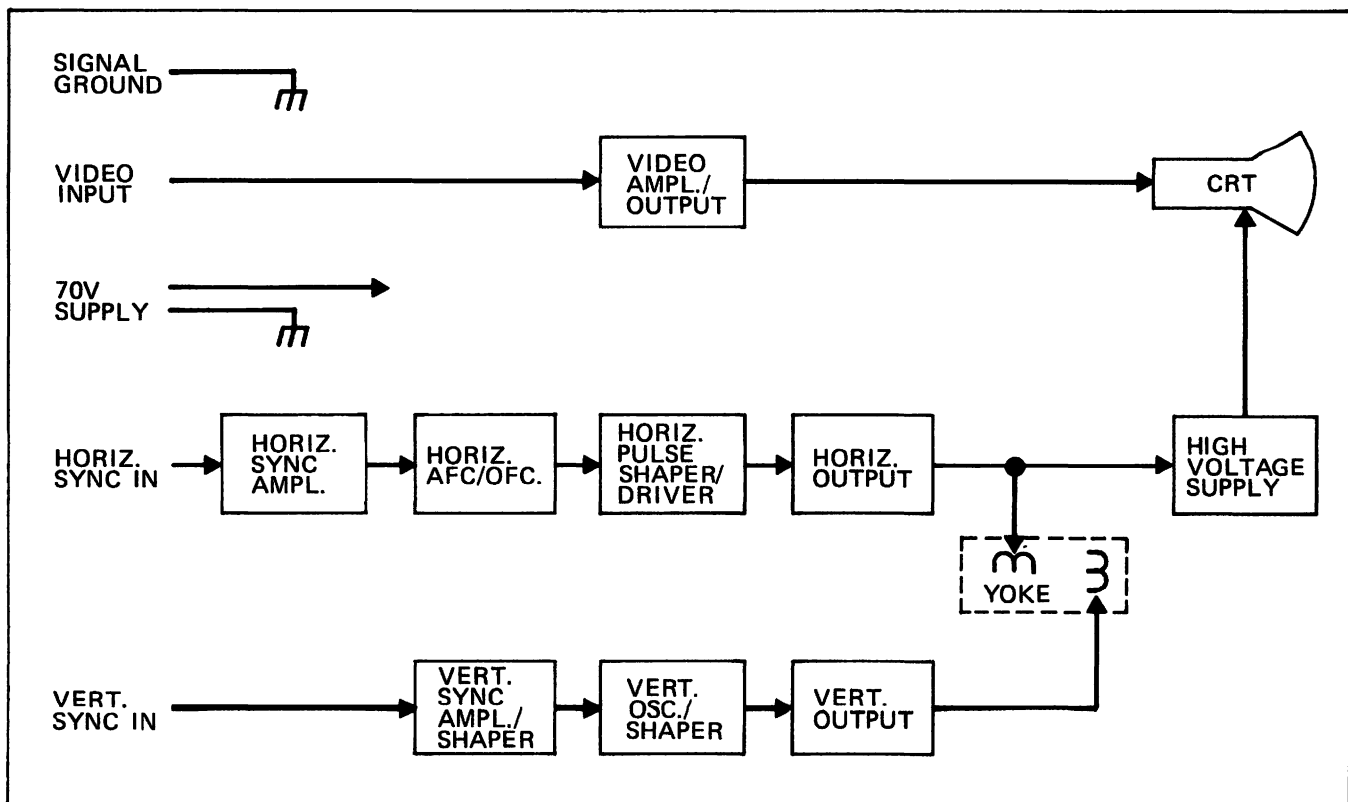 SIGNAL
GROUND
VIDEO
INPUT
VIDEO
AMPL./
OUTPUT
CRT
70V
SUPPLY
HORIZ.
SYNC IN
HORIZ.
SYNC
AMPL.
HORIZ.
AFC/OFC.
HORIZ.
PULSE
SHAPER/
DRIVER
HORIZ.
OUTPUT
HIGH
VOLTAGE
SUPPLY
YOKE
VERT.
SYNC IN
VERT.
SYNC
AMPL./
SHAPER
VERT.
OSC./
SHAPER
VERT.
OUTPUT